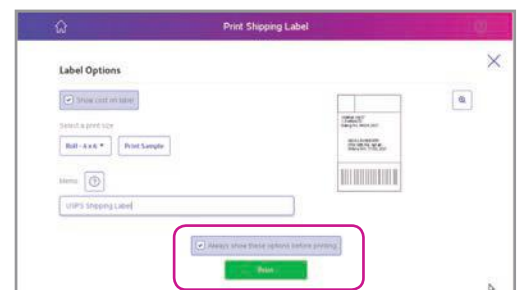 Print Shipping Label
Label Options
Show cost on label
Select a print size
Roll - 4 x 6
Print Sample
Memo
USPS Shipping Label
Always show these options before printing
Print